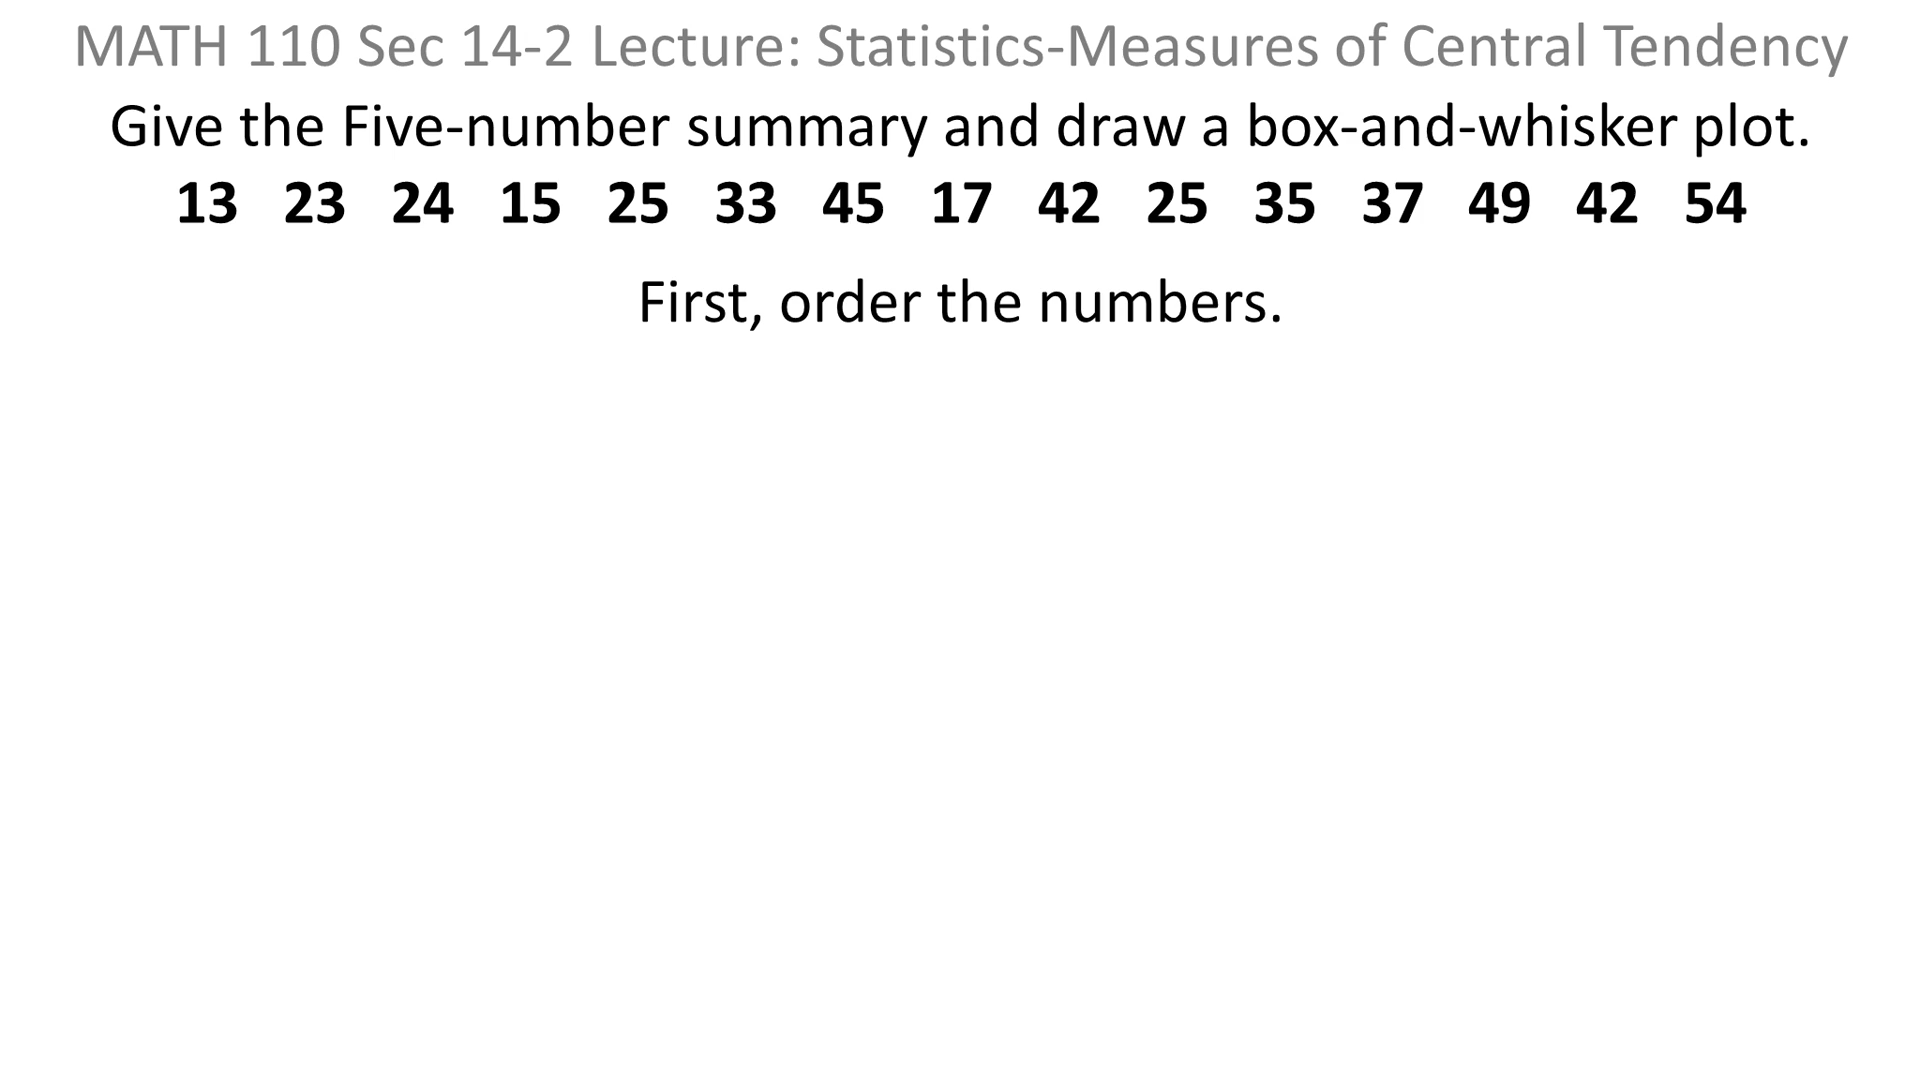 MATH 110 Sec 14-2 Lecture: Statistics-Measures of Central Tendency
Give the Five-number summary and draw a box-and-whisker plot.
13 23 24 15 25 33 45 17 42 25 35 37 49 42 54
First, order the numbers.